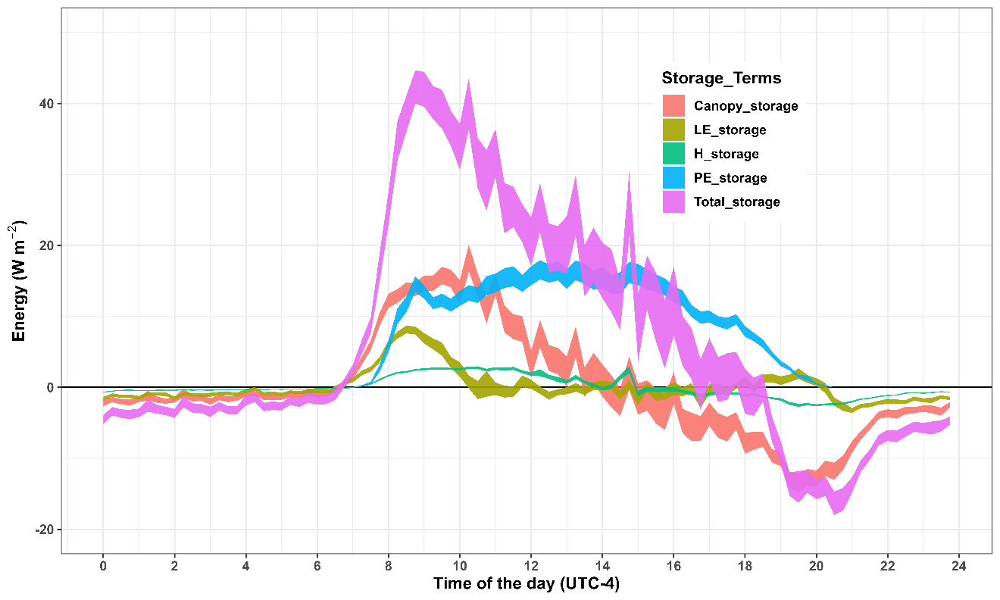 Storage_Terms
Canopy_storage
LE_storage
H_storage
PE_storage
Total_storage
Energy (W m⁻²)
40
20
0
-20
0 2 4 6 8 10 12 14 16 18 20 22 24
Time of the day (UTC-4)